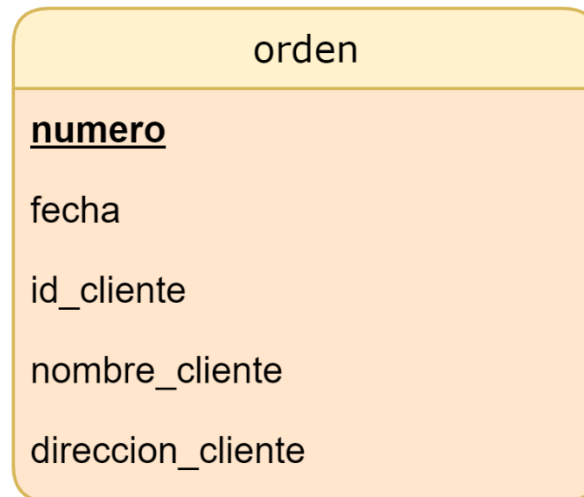 orden
numero
fecha
id_cliente
nombre_cliente
direccion_cliente